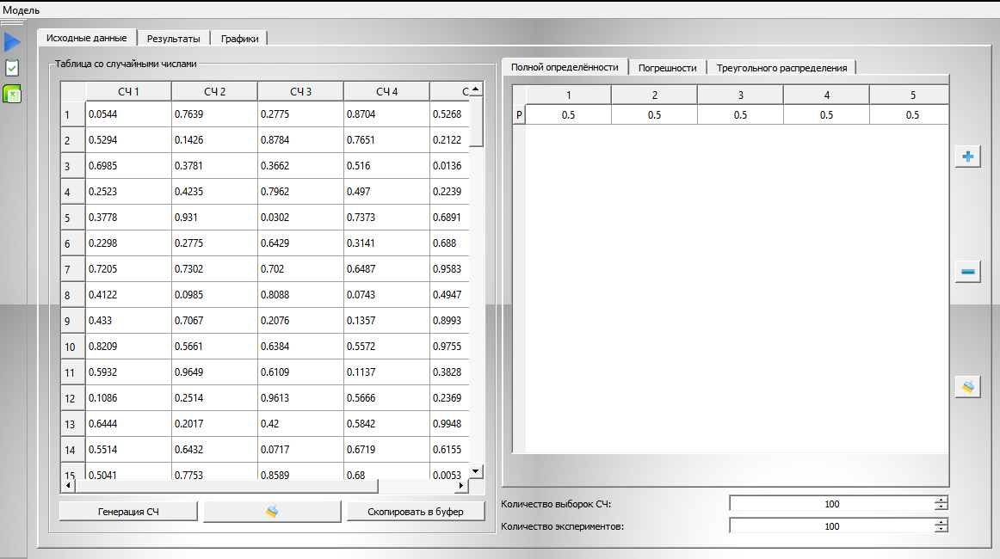 Модель
Исходные данные Результаты Графики
Таблица со случайными числами
СЧ 1 СЧ 2 СЧ 3 СЧ 4 С
1 0.0544 0.7639 0.2775 0.8704 0.5268
2 0.5294 0.1426 0.8784 0.7651 0.2122
3 0.6985 0.3781 0.3662 0.516 0.0136
4 0.2523 0.4235 0.7962 0.497 0.2239
5 0.3778 0.931 0.0302 0.7373 0.6891
6 0.2298 0.2775 0.6429 0.3141 0.688
7 0.7205 0.7302 0.702 0.6487 0.9583
8 0.4122 0.0985 0.8088 0.0743 0.4947
9 0.433 0.7067 0.2076 0.1357 0.8993
10 0.8209 0.5661 0.6384 0.5572 0.9755
11 0.5932 0.9649 0.6109 0.1137 0.3828
12 0.1086 0.2514 0.9613 0.5666 0.2369
13 0.6444 0.2017 0.42 0.5842 0.9948
14 0.5514 0.6432 0.0717 0.6719 0.6155
15 0.5041 0.7753 0.8589 0.68 0.0053
Генерация СЧ Скопировать в буфер
Полной определённости Погрешности Треугольного распределения
1 2 3 4 5
P 0.5 0.5 0.5 0.5 0.5
Количество выборок СЧ: 100
Количество экспериментов: 100